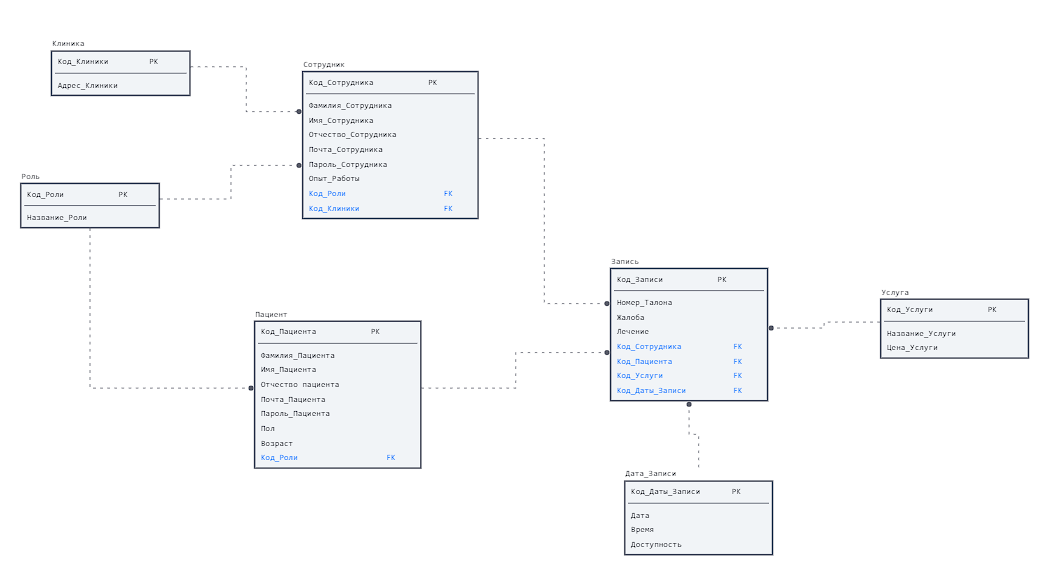 Клиника
Код_Клиники PK
Адрес_Клиники
Сотрудник
Код_Сотрудника PK
Фамилия_Сотрудника
Имя_Сотрудника
Отчество_Сотрудника
Почта_Сотрудника
Пароль_Сотрудника
Опыт_Работы
Код_Роли FK
Код_Клиники FK
Роль
Код_Роли PK
Название_Роли
Пациент
Код_Пациента PK
Фамилия_Пациента
Имя_Пациента
Отчество пациента
Почта_Пациента
Пароль_Пациента
Пол
Возраст
Код_Роли FK
Запись
Код_Записи PK
Номер_Талона
Жалоба
Лечение
Код_Сотрудника FK
Код_Пациента FK
Код_Услуги FK
Код_Даты_Записи FK
Услуга
Код_Услуги PK
Название_Услуги
Цена_Услуги
Дата_Записи
Код_Даты_Записи PK
Дата
Время
Доступность